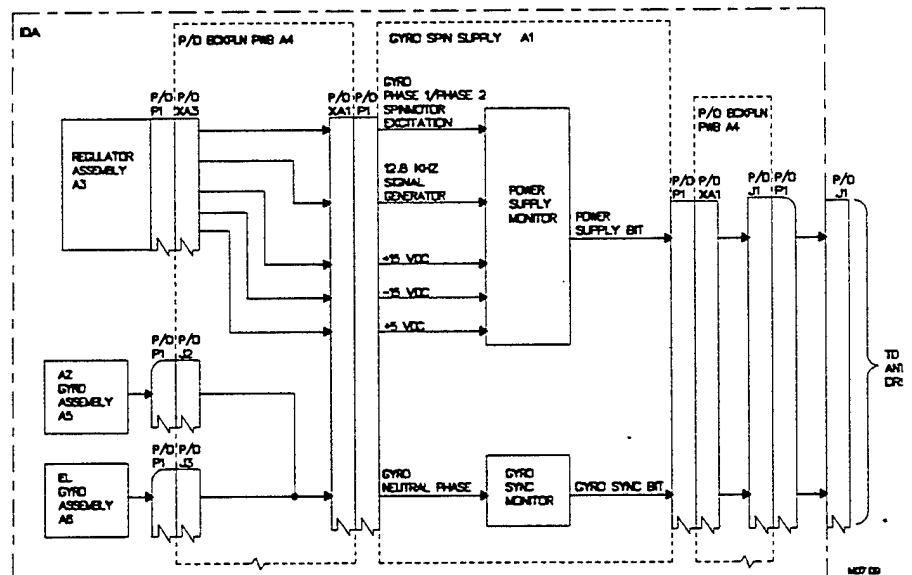 IDA
P/O BCKPLN PWB A4
GYRO SPIN SUPPLY A1
P/O P1
P/O XA3
P/O XA1
P/O P1
GYRO
PHASE 1/PHASE 2
SPINMOTOR
EXCITATION
P/O BCKPLN
PWB A4
REGULATOR
ASSEMBLY
A3
12.8 KHZ
SIGNAL
GENERATOR
POWER
SUPPLY
MONITOR
P/O P1
P/O XA1
P/O J1
P/O P1
P/O J1
POWER
SUPPLY BIT
+15 VDC
-15 VDC
+5 VDC
P/O P1
P/O J2
AZ
GYRO
ASSEMBLY
A5
TO
ANT
P/O P1
P/O J3
EL
GYRO
ASSEMBLY
A6
GYRO
NEUTRAL PHASE
GYRO
SYNC
MONITOR
GYRO SYNC BIT